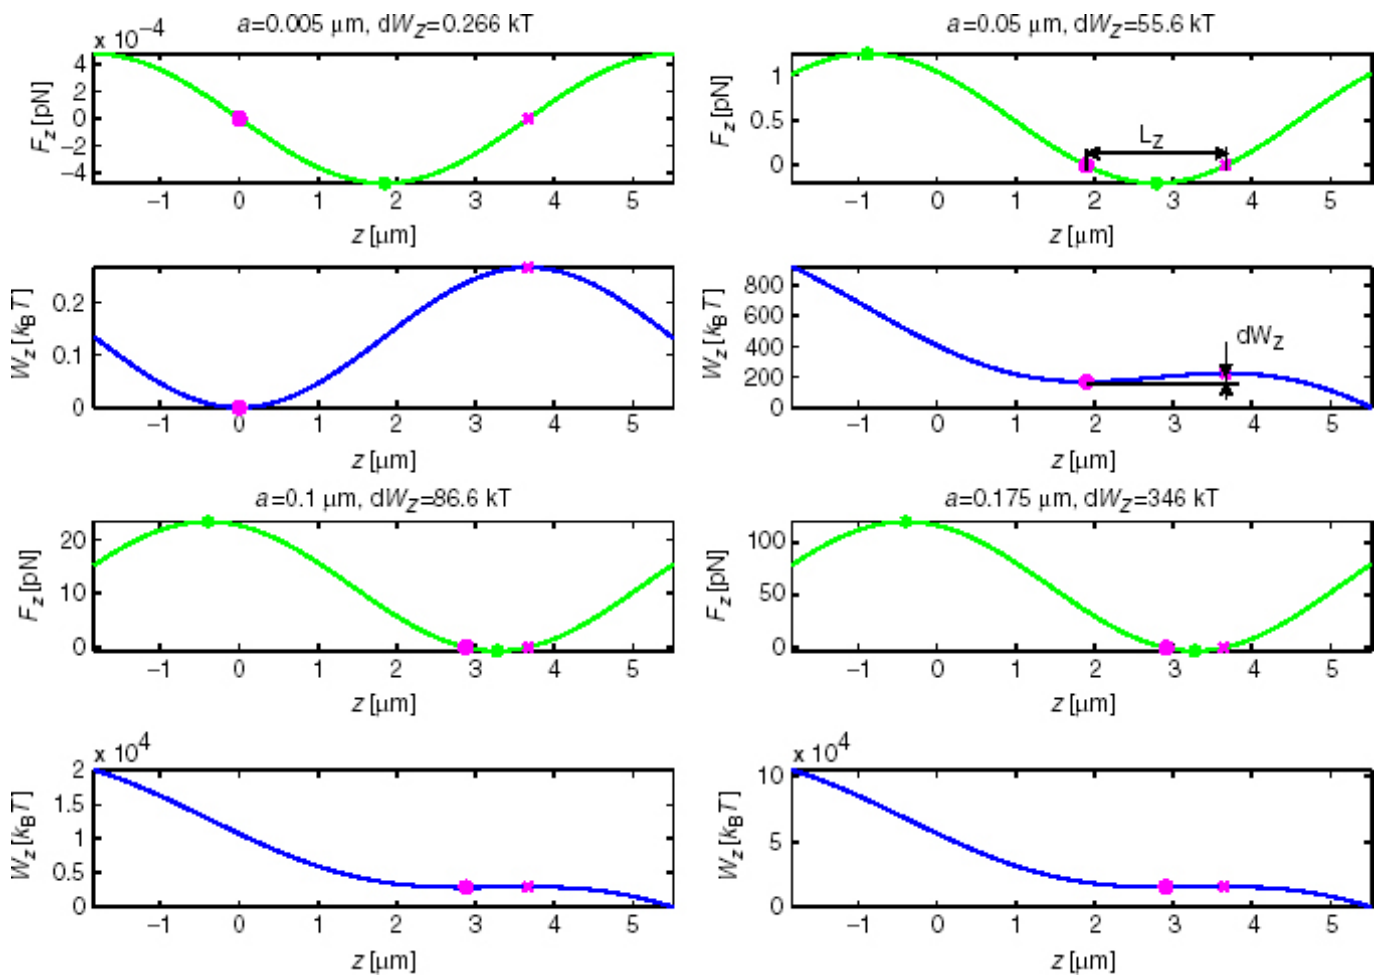 a=0.005 μm, dW_Z=0.266 kT
x 10⁻⁴
4
2
0
−2
−4
F_z [pN]
−1 0 1 2 3 4 5
z [μm]
0.2
0.1
0
W_z [k_B T]
−1 0 1 2 3 4 5
z [μm]
a=0.05 μm, dW_Z=55.6 kT
1
0.5
0
F_z [pN]
L_Z
−1 0 1 2 3 4 5
z [μm]
800
600
400
200
0
W_z [k_B T]
dW_Z
−1 0 1 2 3 4 5
z [μm]
a=0.1 μm, dW_Z=86.6 kT
20
10
0
F_z [pN]
−1 0 1 2 3 4 5
z [μm]
x 10⁴
2
1.5
1
0.5
0
W_z [k_B T]
−1 0 1 2 3 4 5
z [μm]
a=0.175 μm, dW_Z=346 kT
100
50
0
F_z [pN]
−1 0 1 2 3 4 5
z [μm]
x 10⁴
10
5
0
W_z [k_B T]
−1 0 1 2 3 4 5
z [μm]